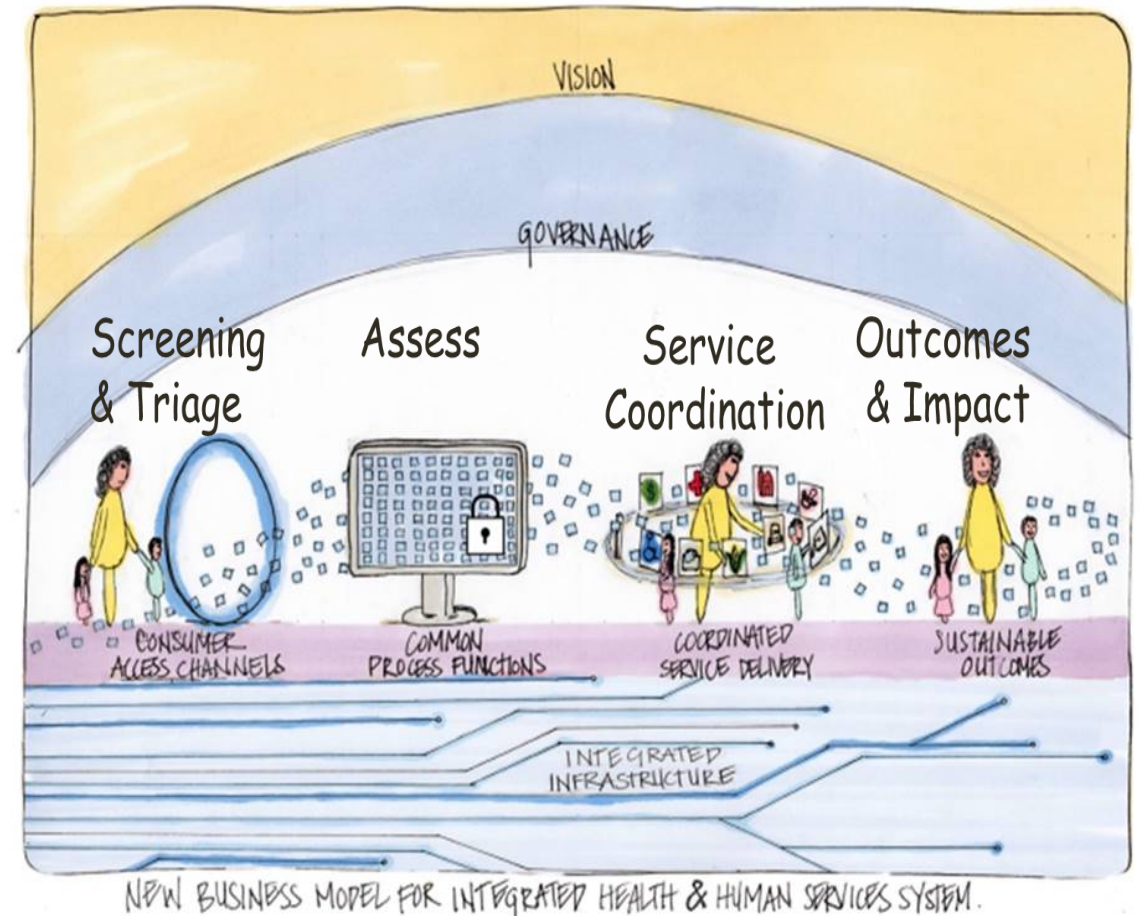 VISION
GOVERNANCE
Screening
& Triage
Assess
Service
Coordination
Outcomes
& Impact
CONSUMER
ACCESS CHANNELS
COMMON
PROCESS FUNCTIONS
COORDINATED
SERVICE DELIVERY
SUSTAINABLE
OUTCOMES
INTEGRATED
INFRASTRUCTURE
NEW BUSINESS MODEL FOR INTEGRATED HEALTH & HUMAN SERVICES SYSTEM.